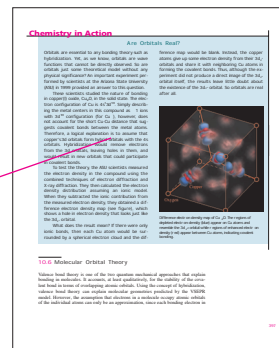 Chemistry in Action
Are Orbitals Real?
Orbitals are essential to any bonding theory such as
hybridization. Yet, as we know, orbitals are wave
functions that cannot be directly observed. So are
orbitals just some theoretical model without any
physical significance? An important experiment per-
formed by scientists at the Arizona State University
(ASU) in 1999 provided an answer to this question.
These scientists studied the nature of bonding
in copper(I) oxide, Cu₂O, in the solid state. The elec-
tron configuration of Cu is 4s¹3d¹⁰. Simply describ-
ing the metal centers in this compound as 1 ions
with 3d¹⁰ configuration (for Cu ), however, does
not account for the short Cu-Cu distance that sug-
gests covalent bonds between the metal atoms.
Therefore, a logical explanation is to assume that
copper's 3d orbitals form hybrid orbitals with the 4s
orbitals. Hybridization would remove electrons
from the 3d orbitals, leaving holes in them, and
would result in new orbitals that could participate
in covalent bonds.
To test the theory, the ASU scientists measured
the electron density in the compound using the
combined techniques of electron diffraction and
X-ray diffraction. They then calculated the electron
density distribution assuming an ionic model.
When they subtracted the ionic contribution from
the measured electron density, they obtained a dif-
ference electron density map (see figure), which
shows a hole in electron density that looks just like
the 3d orbital.
What does the result mean? If there were only
ionic bonds, then each Cu atom would be sur-
rounded by a spherical electron cloud and the dif-
ference map would be blank. Instead, the copper
atoms give up some electron density from their 3d
orbitals and share it with neighboring Cu atoms in
forming the covalent bonds. Thus, although the ex-
periment did not produce a direct image of the 3d
orbital itself, the results leave little doubt about
the existence of the 3d orbital. So orbitals are real
after all.
Oxygen
Difference electron density map of Cu₂O. The regions of
depleted electron density (blue) appear on Cu atoms and
resemble the 3d orbital while regions of enhanced elec-
density (red) appear between Cu atoms, indicating covalent
bonding.
10.6 Molecular Orbital Theory
Valence bond theory is one of the two quantum mechanical approaches that explain
bonding in molecules. It accounts, at least qualitatively, for the stability of the cova-
lent bond in terms of overlapping atomic orbitals. Using the concept of hybridization,
valence bond theory can explain molecular geometries predicted by the VSEPR
model. However, the assumption that electrons in a molecule occupy atomic orbitals
of the individual atoms can only be an approximation, since each bonding electron in